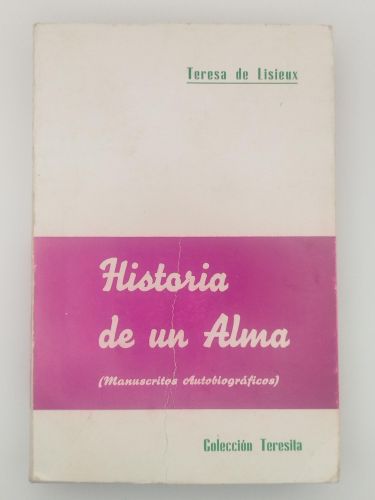 Teresa de Lisieux
Historia
de un Alma
(Manuscritos Autobiográficos)
Colección Teresita